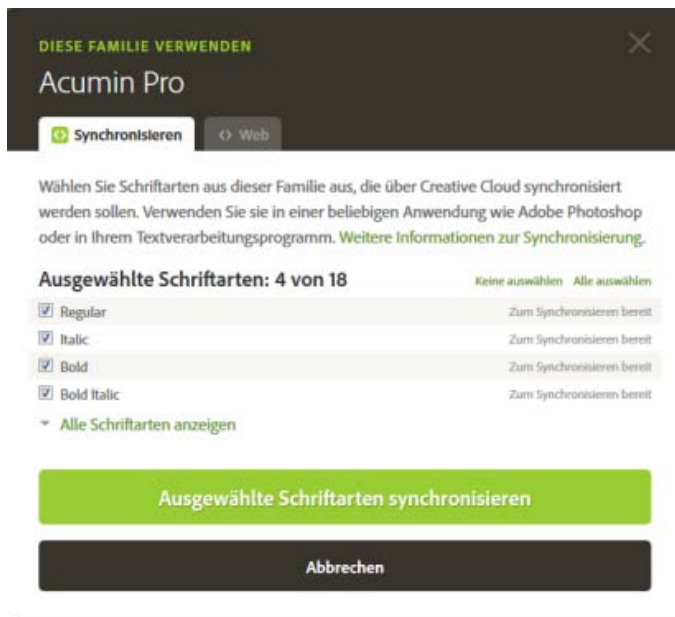 DIESE FAMILIE VERWENDEN
Acumin Pro
Synchronisieren
Web
Wählen Sie Schriftarten aus dieser Familie aus, die über Creative Cloud synchronisiert
werden sollen. Verwenden Sie sie in einer beliebigen Anwendung wie Adobe Photoshop
oder in Ihrem Textverarbeitungsprogramm. Weitere Informationen zur Synchronisierung.
Ausgewählte Schriftarten: 4 von 18 Keine auswählen Alle auswählen
Regular Zum Synchronisieren bereit
Italic Zum Synchronisieren bereit
Bold Zum Synchronisieren bereit
Bold Italic Zum Synchronisieren bereit
Alle Schriftarten anzeigen
Ausgewählte Schriftarten synchronisieren
Abbrechen